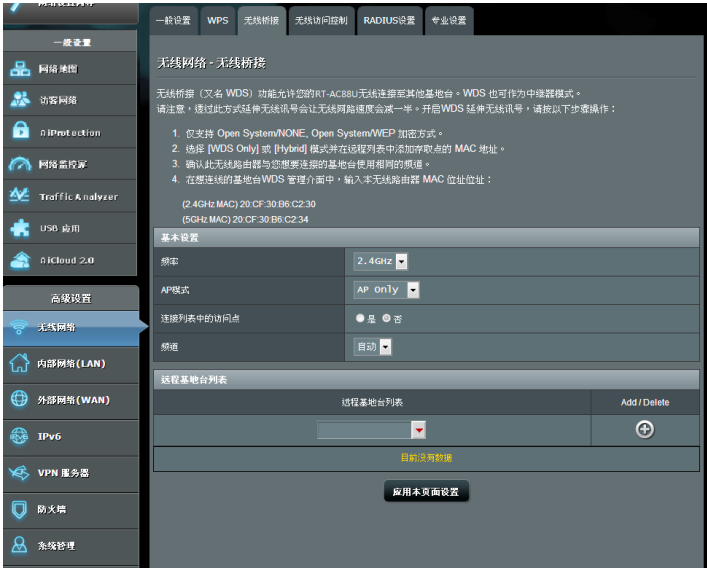 一般设置 WPS 无线桥接 无线访问控制 RADIUS设置 专业设置
一般设置
网络地图
访客网络
AiProtection
网络监控家
Traffic Analyzer
USB 应用
AiCloud 2.0
高级设置
无线网络
内部网络(LAN)
外部网络(WAN)
IPv6
VPN 服务器
防火墙
系统管理
无线网络 - 无线桥接
无线桥接（又名 WDS）功能允许您的RT-AC88U无线连接至其他基地台。WDS 也可作为中继器模式。
请注意，透过此方式延伸无线讯号会让无线网路速度会减一半。开启WDS 延伸无线讯号，请按以下步骤操作：
1. 仅支持 Open System/NONE, Open System/WEP 加密方式。
2. 选择 [WDS Only] 或 [Hybrid] 模式并在远程列表中添加存取点的 MAC 地址。
3. 确认此无线路由器与您想要连接的基地台使用相同的频道。
4. 在想连线的基地台WDS 管理介面中，输入本无线路由器 MAC 位址位址：
(2.4GHz MAC) 20:CF:30:B6:C2:30
(5GHz MAC) 20:CF:30:B6:C2:34
基本设置
频率 2.4GHz
AP模式 AP Only
连接列表中的访问点 是 否
频道 自动
远程基地台列表
远程基地台列表 Add / Delete
目前没有数据
应用本页面设置